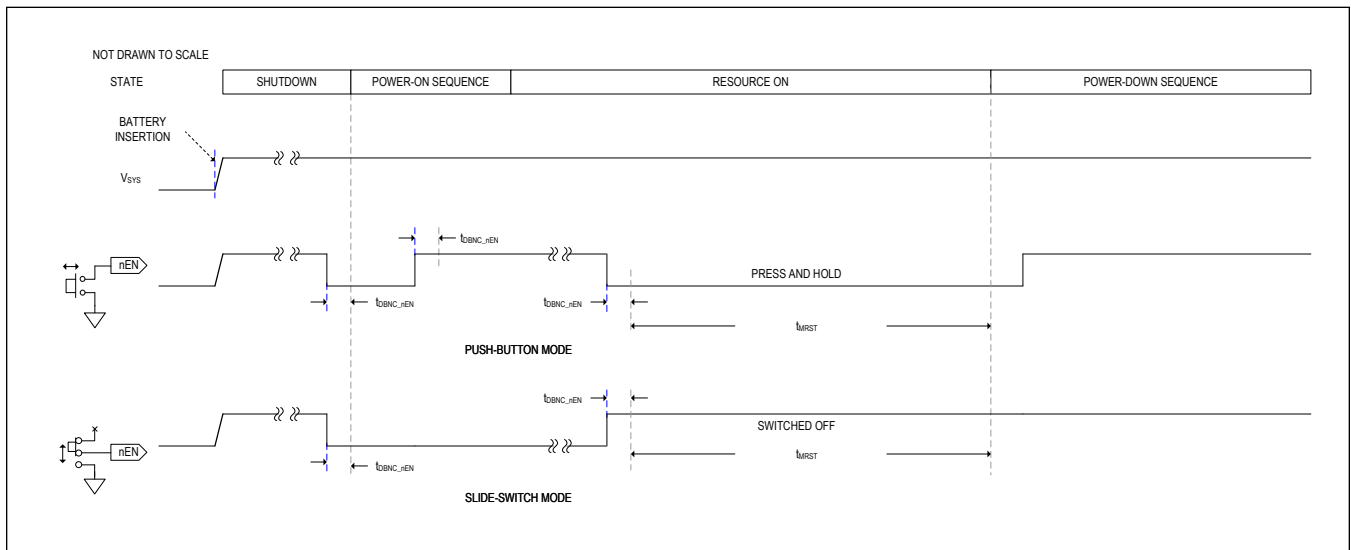 NOT DRAWN TO SCALE
STATE
SHUTDOWN
POWER-ON SEQUENCE
RESOURCE ON
POWER-DOWN SEQUENCE
BATTERY
INSERTION
VSYS
nEN
tDBNC_nEN
tDBNC_nEN
tDBNC_nEN
PRESS AND HOLD
tMRST
PUSH-BUTTON MODE
nEN
tDBNC_nEN
tDBNC_nEN
SWITCHED OFF
tMRST
SLIDE-SWITCH MODE